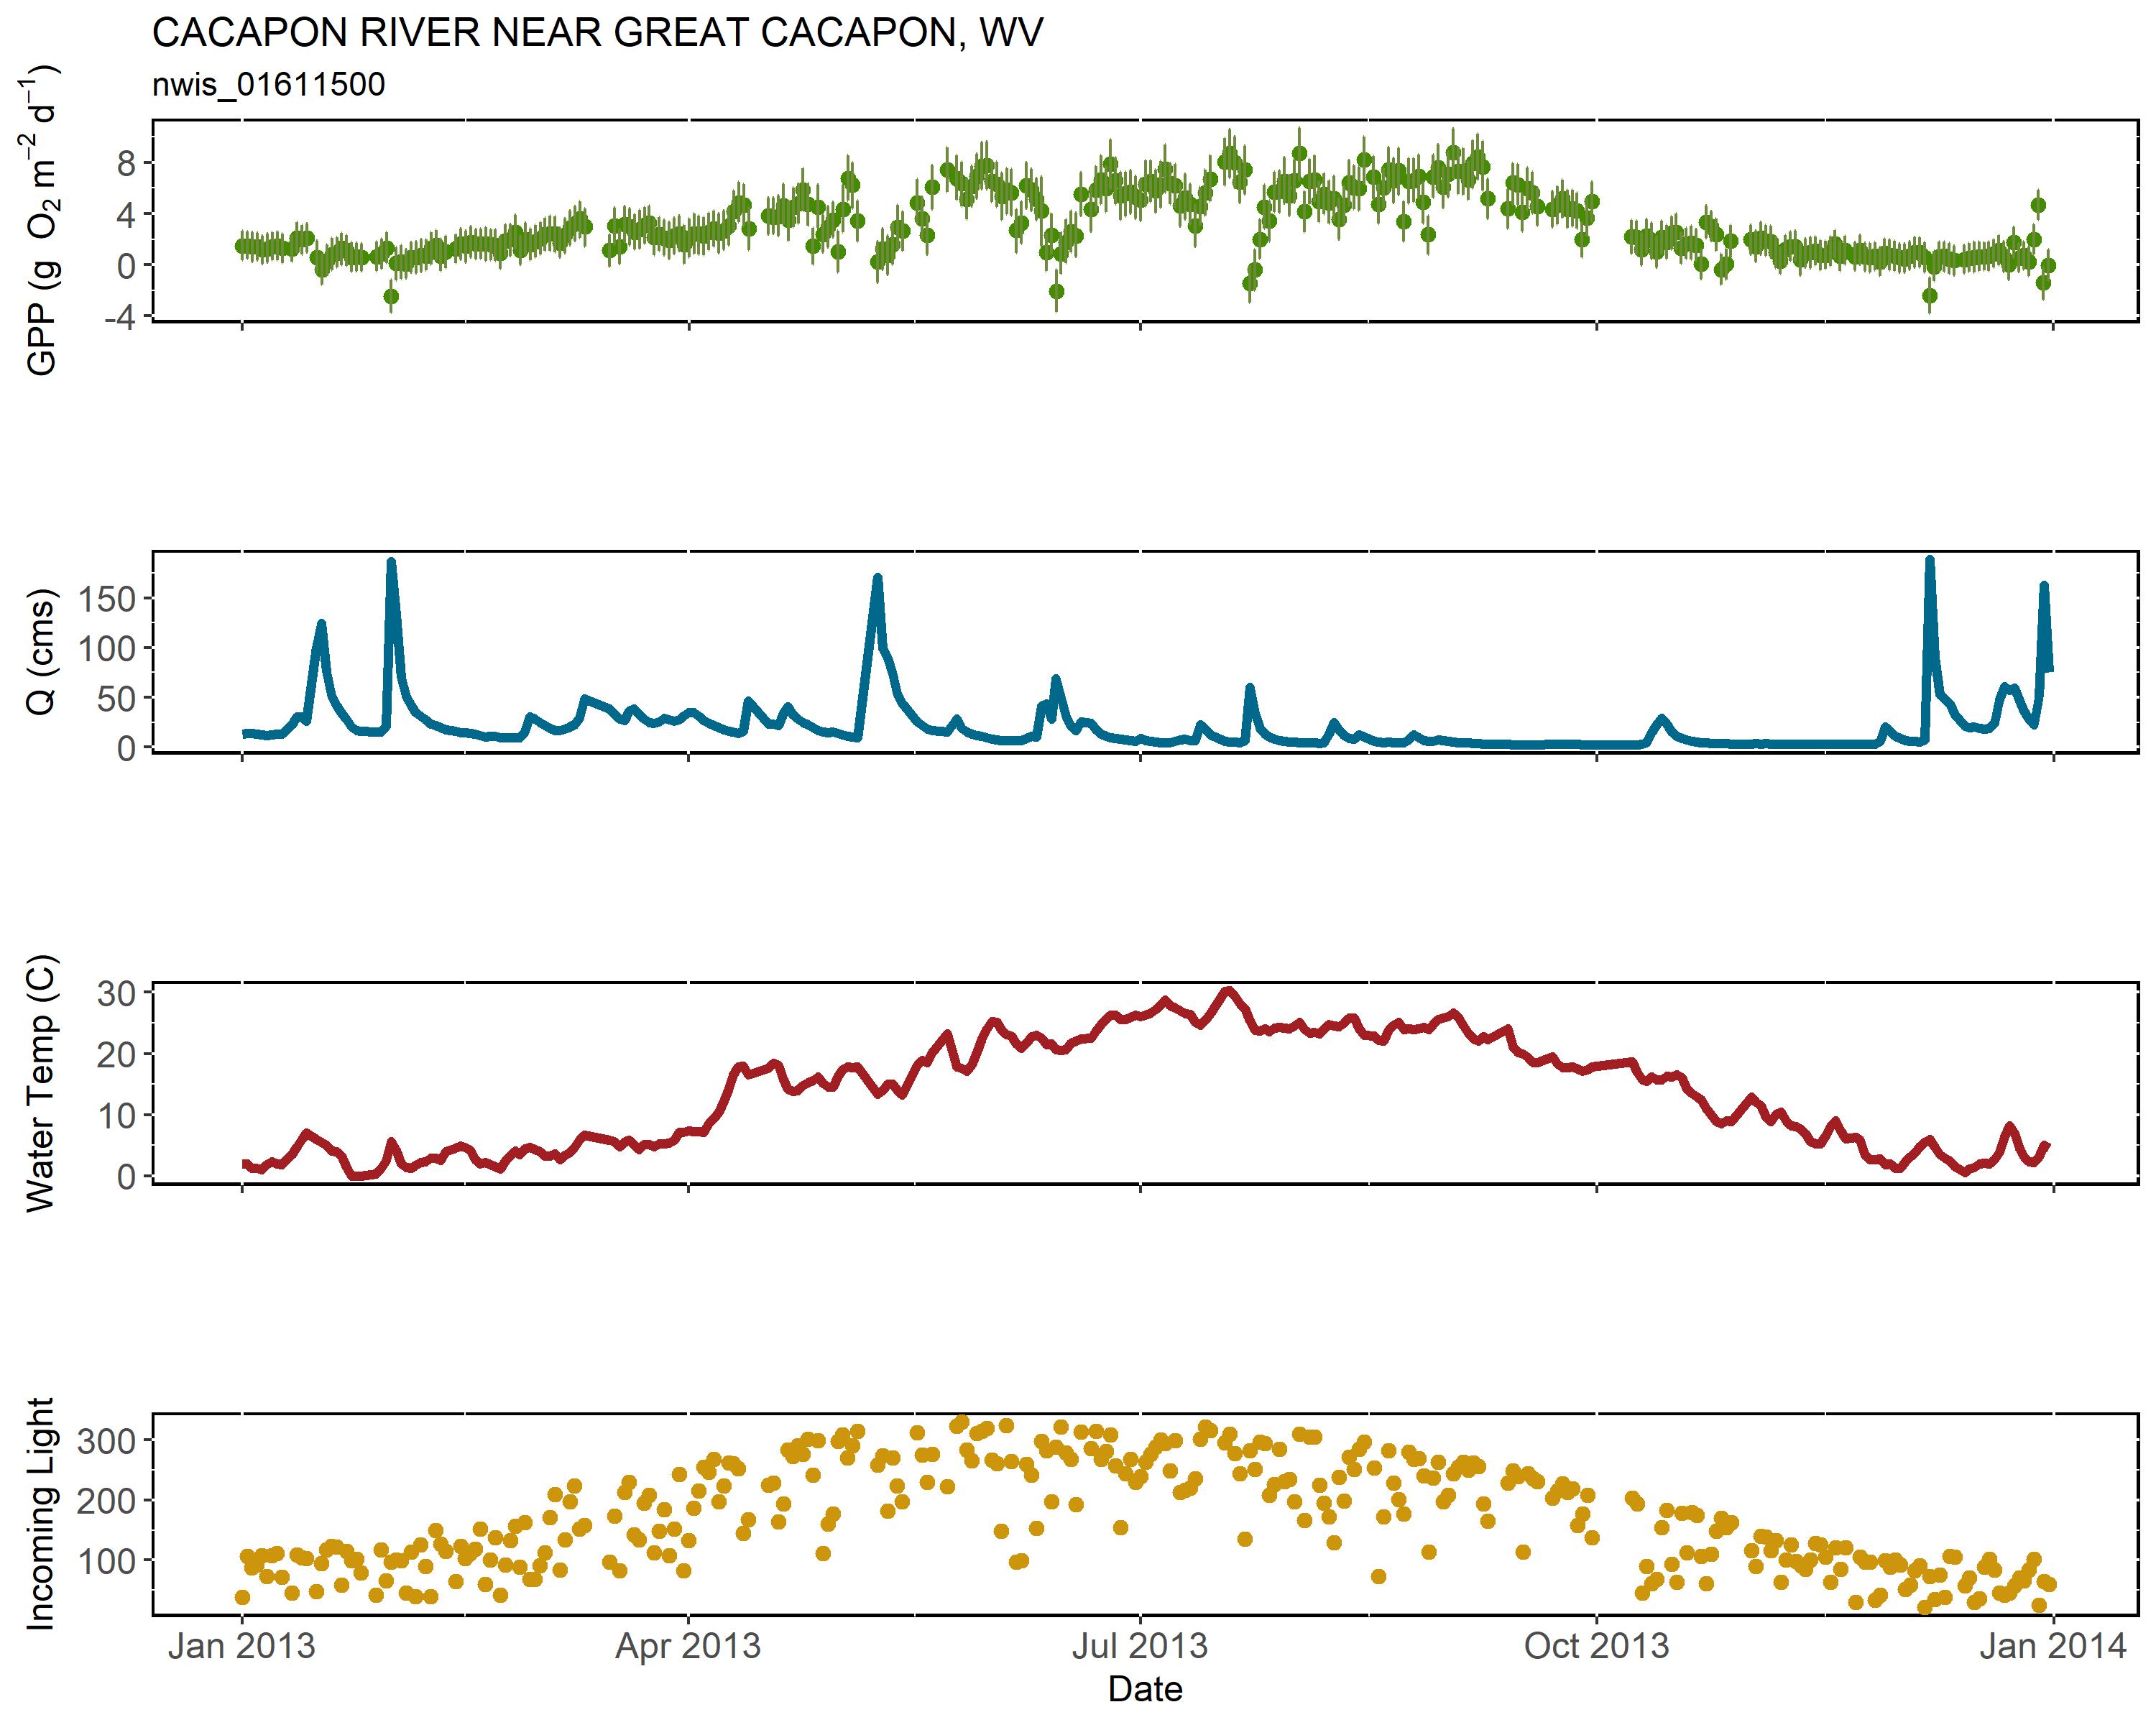 CACAPON RIVER NEAR GREAT CACAPON, WV
nwis_01611500
GPP (g O₂ m⁻² d⁻¹)
8
4
0
-4
Q (cms)
150
100
50
0
Water Temp (C)
30
20
10
0
Incoming Light
300
200
100
Jan 2013 Apr 2013 Jul 2013 Oct 2013 Jan 2014
Date